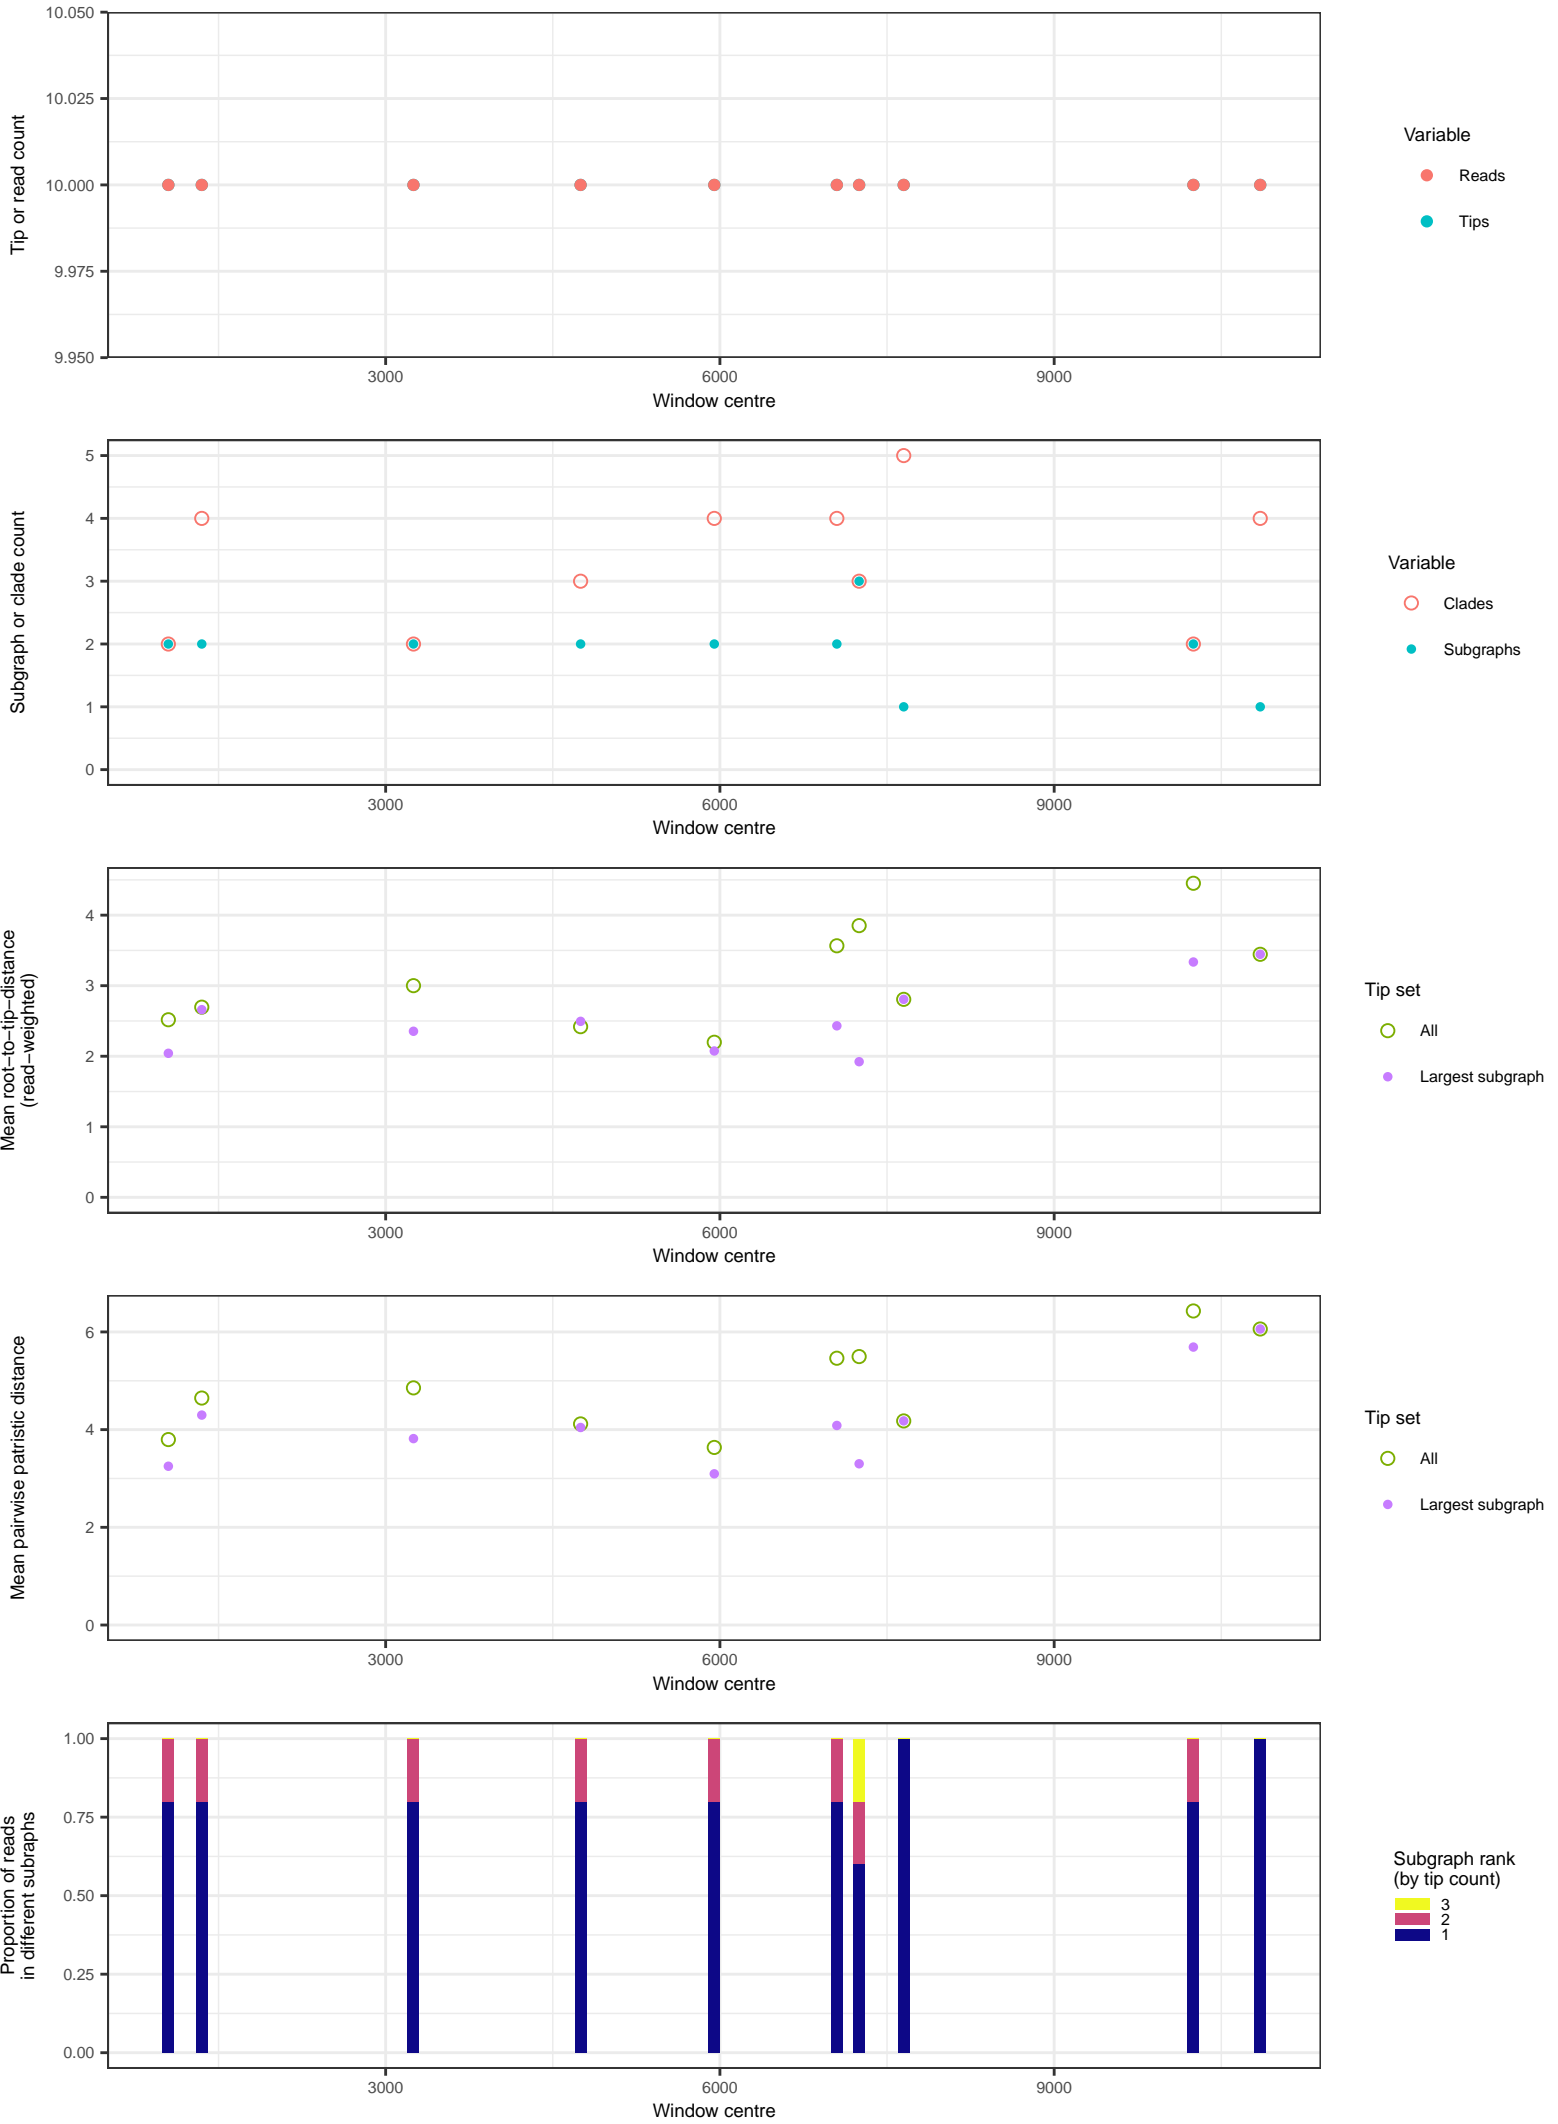 10.050
10.025
10.000
9.975
9.950
Tip or read count
3000
6000
9000
Window centre
Variable
Reads
Tips
5
4
3
2
1
0
Subgraph or clade count
3000
6000
9000
Window centre
Variable
Clades
Subgraphs
4
3
2
1
0
Mean root−to−tip−distance
(read−weighted)
3000
6000
9000
Window centre
Tip set
All
Largest subgraph
6
4
2
0
Mean pairwise patristic distance
3000
6000
9000
Window centre
Tip set
All
Largest subgraph
1.00
0.75
0.50
0.25
0.00
Proportion of reads
in different subraphs
3000
6000
9000
Window centre
Subgraph rank
(by tip count)
3
2
1